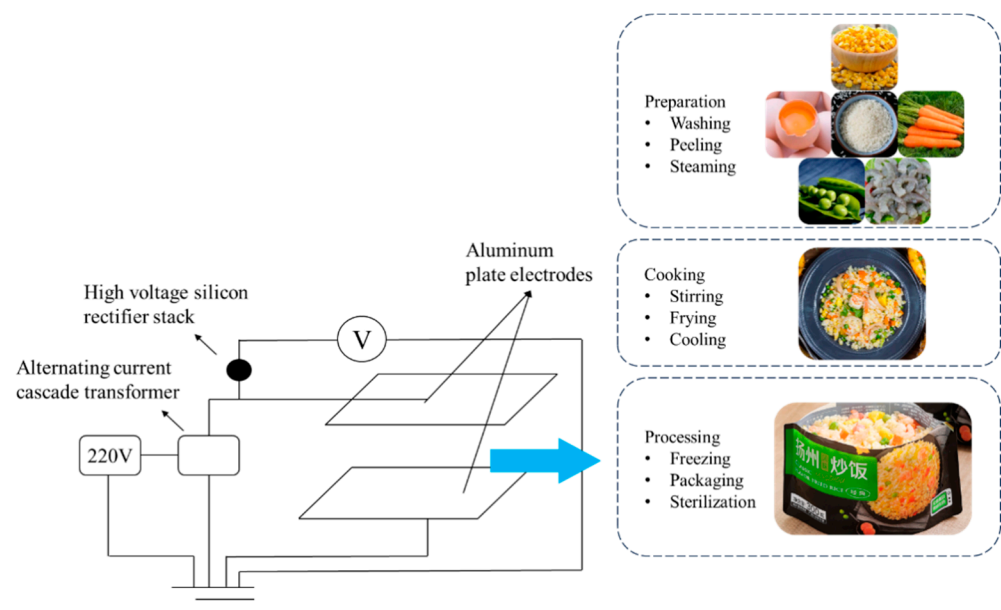 Aluminum
plate electrodes
High voltage silicon
rectifier stack
V
Alternating current
cascade transformer
220V
Preparation
• Washing
• Peeling
• Steaming
Cooking
• Stirring
• Frying
• Cooling
Processing
• Freezing
• Packaging
• Sterilization
扬州
炒饭